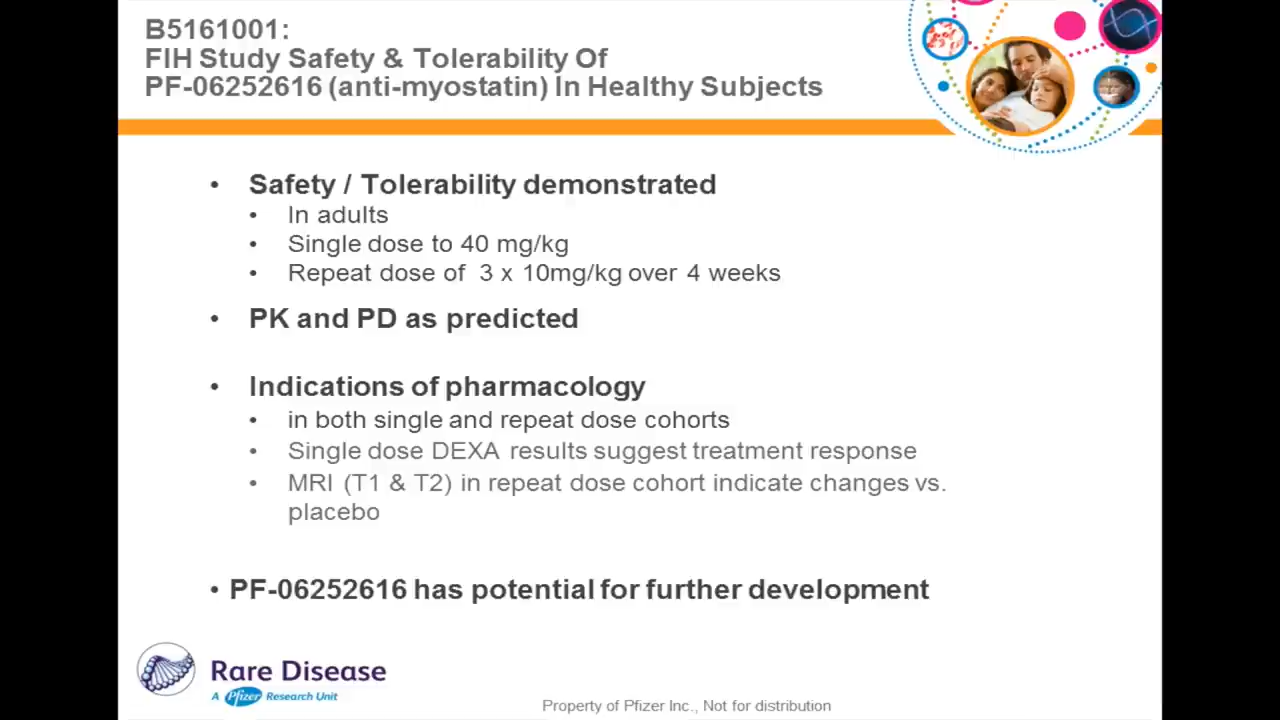 B5161001:
FIH Study Safety & Tolerability Of
PF-06252616 (anti-myostatin) In Healthy Subjects
• Safety / Tolerability demonstrated
• In adults
• Single dose to 40 mg/kg
• Repeat dose of 3 x 10mg/kg over 4 weeks
• PK and PD as predicted
• Indications of pharmacology
• in both single and repeat dose cohorts
• Single dose DEXA results suggest treatment response
• MRI (T1 & T2) in repeat dose cohort indicate changes vs.
placebo
• PF-06252616 has potential for further development
Rare Disease
A Pfizer Research Unit
Property of Pfizer Inc., Not for distribution